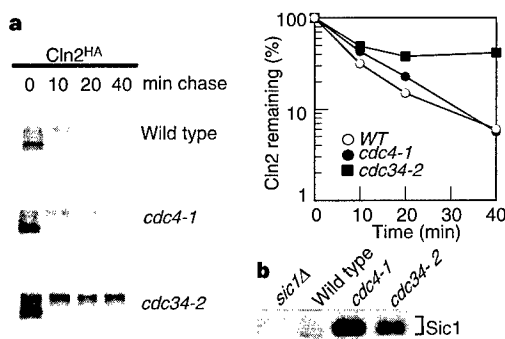 a
Cln2HA
0 10 20 40 min chase
Wild type
cdc4-1
cdc34-2
Cln2 remaining (%)
100
10
1
WT
cdc4-1
cdc34-2
0 10 20 30 40
Time (min)
b
sic1Δ
Wild type
cdc4-1
cdc34-2
Sic1